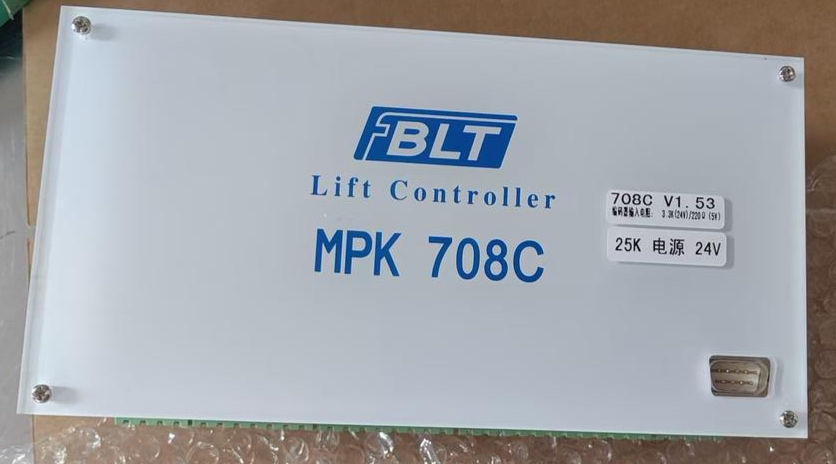 BLT
Lift Controller
MPK 708C
708C V1.53
编码器输入电阻: 3.3K(24V)/220Ω(5V)
25K 电源 24V